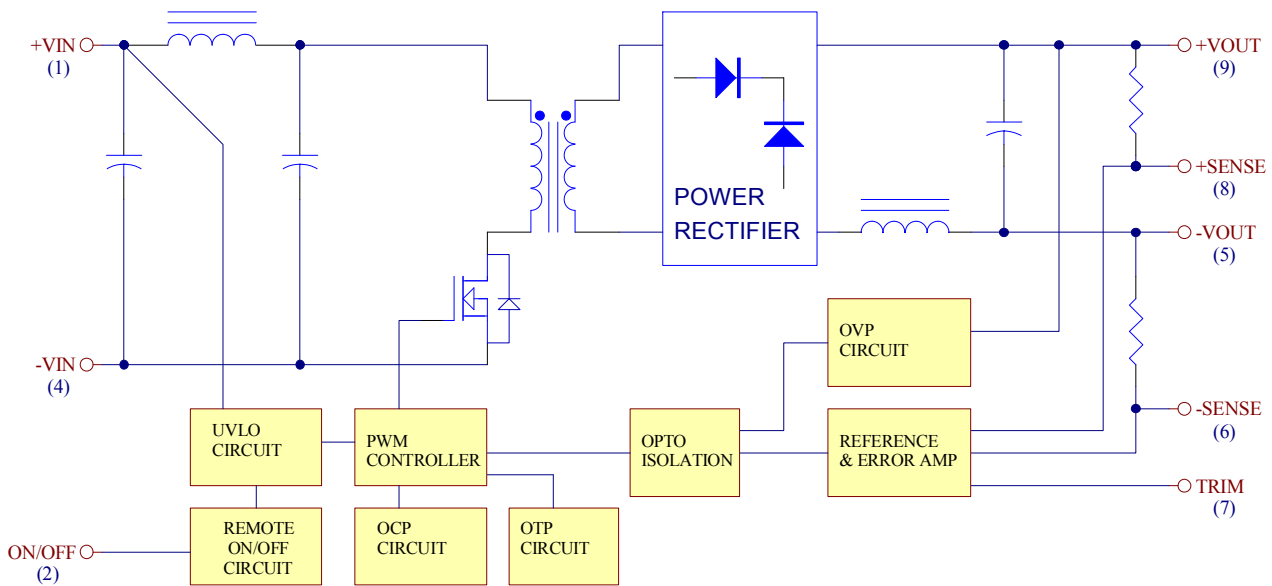 +VIN
(1)
+VOUT
(9)
+SENSE
(8)
POWER
RECTIFIER
-VOUT
(5)
OVP
CIRCUIT
-VIN
(4)
-SENSE
(6)
UVLO
CIRCUIT
PWM
CONTROLLER
OPTO
ISOLATION
REFERENCE
& ERROR AMP
TRIM
(7)
REMOTE
ON/OFF
CIRCUIT
OCP
CIRCUIT
OTP
CIRCUIT
ON/OFF
(2)